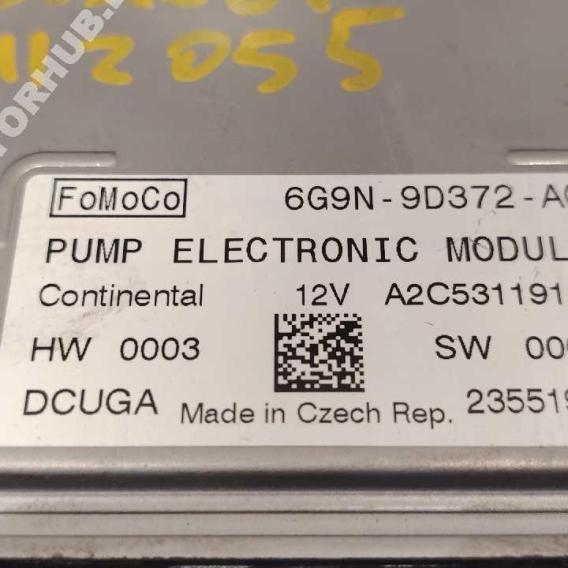 112055
FoMoCo 6G9N-9D372-A
PUMP ELECTRONIC MODUL
Continental 12V A2C531191
HW 0003 SW 00
DCUGA Made in Czech Rep. 235519